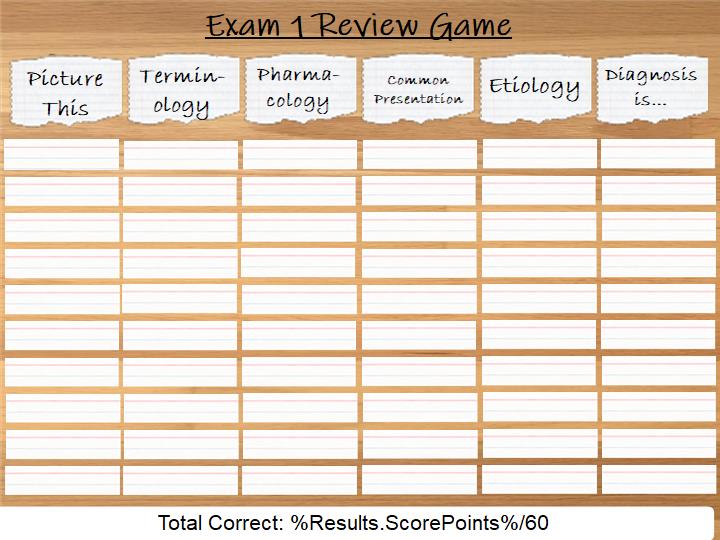 Exam 1 Review Game
Picture
This
Termin-
ology
Pharma-
cology
Common
Presentation
Etiology
Diagnosis
is...
Total Correct: %Results.ScorePoints%/60